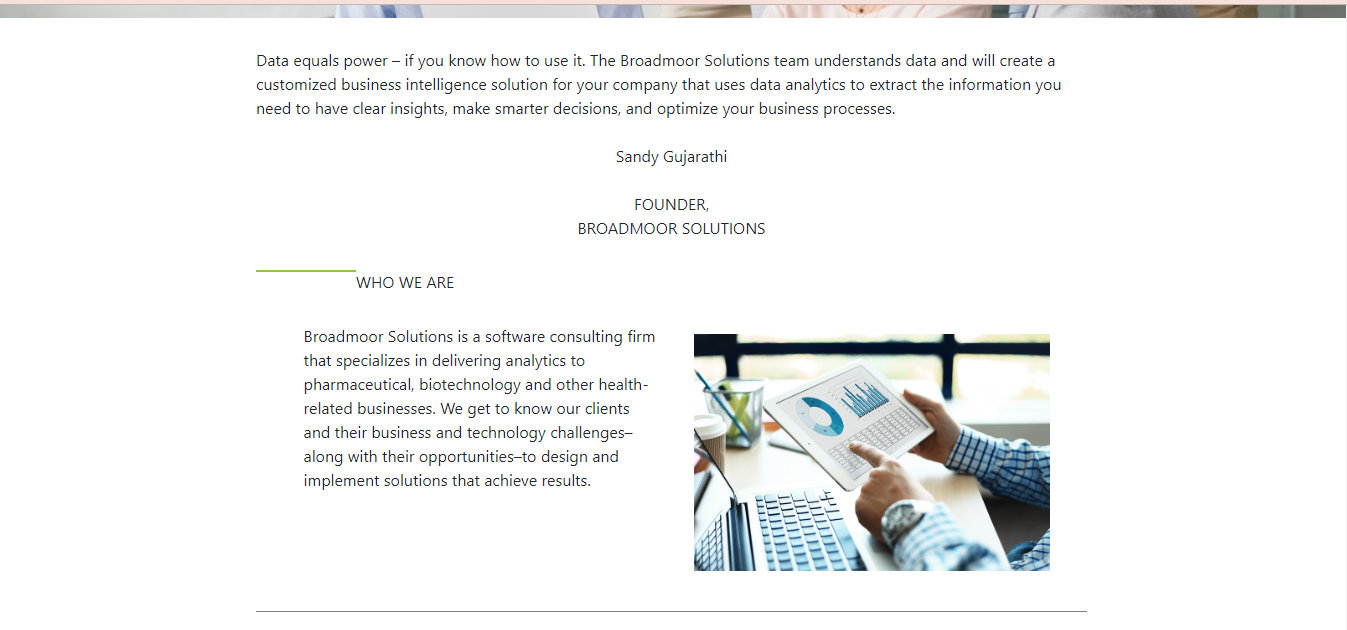 Data equals power – if you know how to use it. The Broadmoor Solutions team understands data and will create a
customized business intelligence solution for your company that uses data analytics to extract the information you
need to have clear insights, make smarter decisions, and optimize your business processes.
Sandy Gujarathi
FOUNDER,
BROADMOOR SOLUTIONS
WHO WE ARE
Broadmoor Solutions is a software consulting firm
that specializes in delivering analytics to
pharmaceutical, biotechnology and other health-
related businesses. We get to know our clients
and their business and technology challenges–
along with their opportunities–to design and
implement solutions that achieve results.